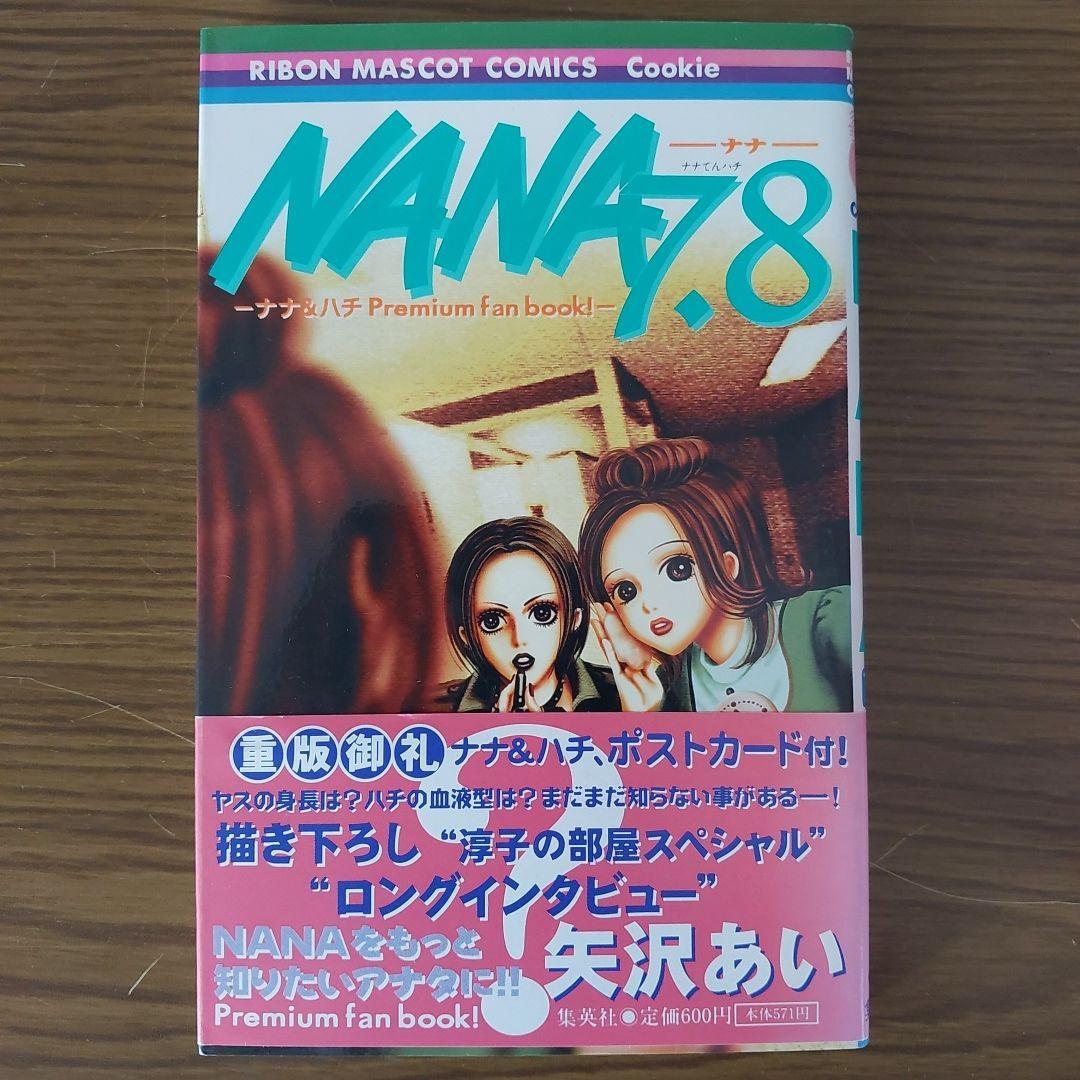 RIBON MASCOT COMICS Cookie
NANA7.8
ーナナー
ナナてんハチ
ーナナ&ハチ Premium fan book!ー
重版御礼ナナ&ハチ、ポストカード付!
ヤスの身長は?ハチの血液型は?まだまだ知らない事があるー!
描き下ろし “淳子の部屋スペシャル”
“ロングインタビュー”
NANAをもっと
知りたいアナタに!!
Premium fan book!
?
矢沢あい
集英社◎定価600円 本体571円